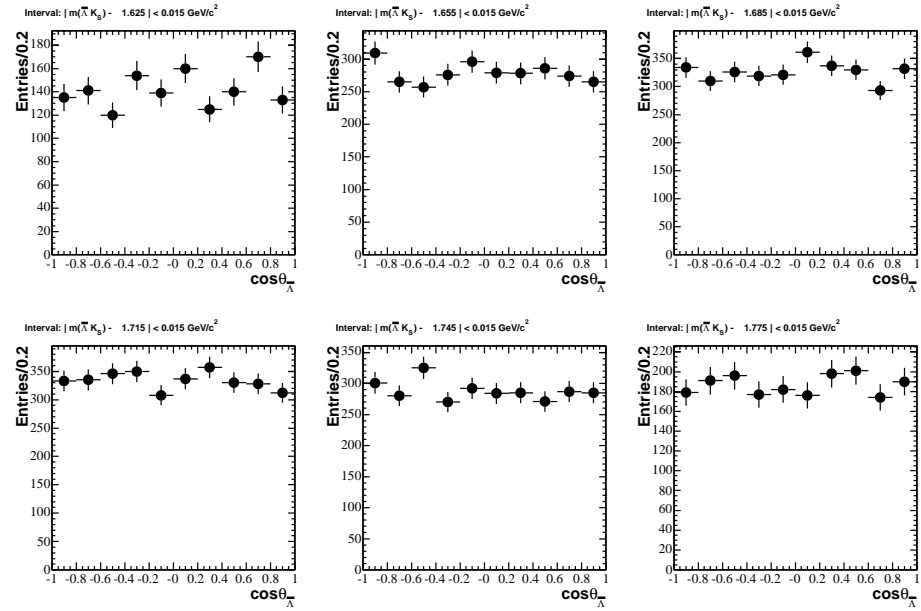 Interval: | m(Λ̅ K_S) - 1.625 | < 0.015 GeV/c²
Entries/0.2
180
160
140
120
100
80
60
40
20
0
-1 -0.8 -0.6 -0.4 -0.2 -0 0.2 0.4 0.6 0.8 1
cosθ_Λ̅
Interval: | m(Λ̅ K_S) - 1.655 | < 0.015 GeV/c²
Entries/0.2
300
250
200
150
100
50
0
-1 -0.8 -0.6 -0.4 -0.2 -0 0.2 0.4 0.6 0.8 1
cosθ_Λ̅
Interval: | m(Λ̅ K_S) - 1.685 | < 0.015 GeV/c²
Entries/0.2
350
300
250
200
150
100
50
0
-1 -0.8 -0.6 -0.4 -0.2 -0 0.2 0.4 0.6 0.8 1
cosθ_Λ̅
Interval: | m(Λ̅ K_S) - 1.715 | < 0.015 GeV/c²
Entries/0.2
350
300
250
200
150
100
50
0
-1 -0.8 -0.6 -0.4 -0.2 -0 0.2 0.4 0.6 0.8 1
cosθ_Λ̅
Interval: | m(Λ̅ K_S) - 1.745 | < 0.015 GeV/c²
Entries/0.2
350
300
250
200
150
100
50
0
-1 -0.8 -0.6 -0.4 -0.2 -0 0.2 0.4 0.6 0.8 1
cosθ_Λ̅
Interval: | m(Λ̅ K_S) - 1.775 | < 0.015 GeV/c²
Entries/0.2
220
200
180
160
140
120
100
80
60
40
20
0
-1 -0.8 -0.6 -0.4 -0.2 -0 0.2 0.4 0.6 0.8 1
cosθ_Λ̅